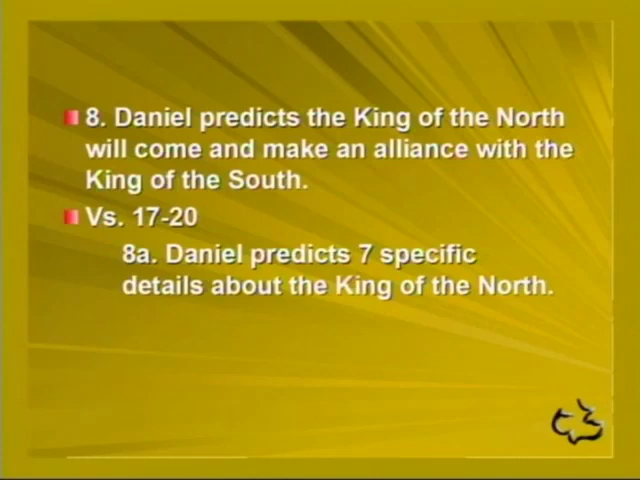 8. Daniel predicts the King of the North
will come and make an alliance with the
King of the South.
Vs. 17-20
8a. Daniel predicts 7 specific
details about the King of the North.